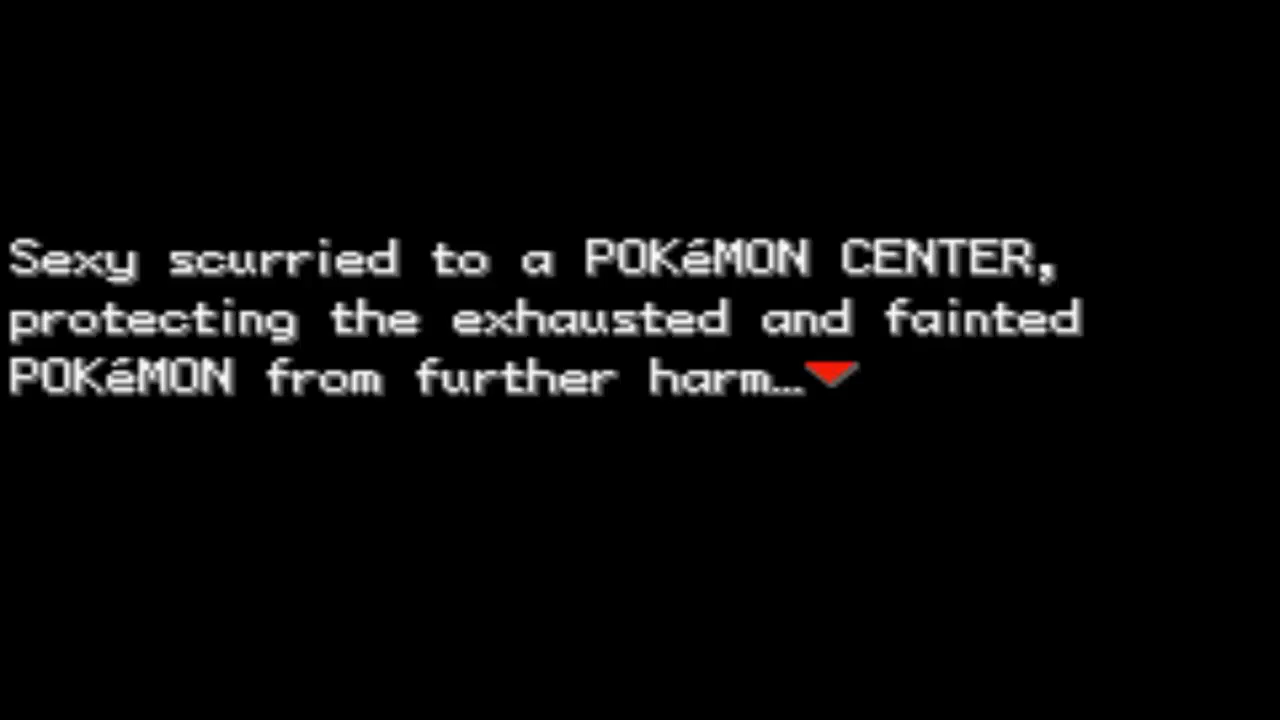 Sexy scurried to a POKéMON CENTER,
protecting the exhausted and fainted
POKéMON from further harm…